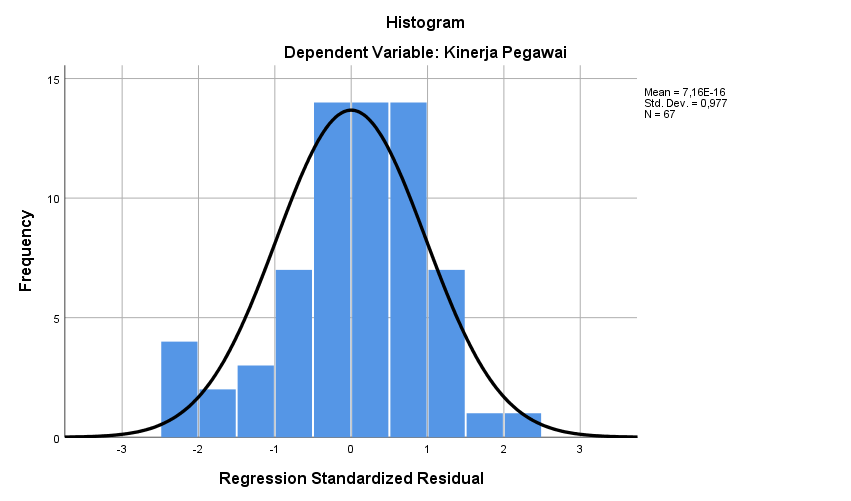 Histogram
Dependent Variable: Kinerja Pegawai
Mean = 7,16E-16
Std. Dev. = 0,977
N = 67
Frequency
15
10
5
0
-3 -2 -1 0 1 2 3
Regression Standardized Residual